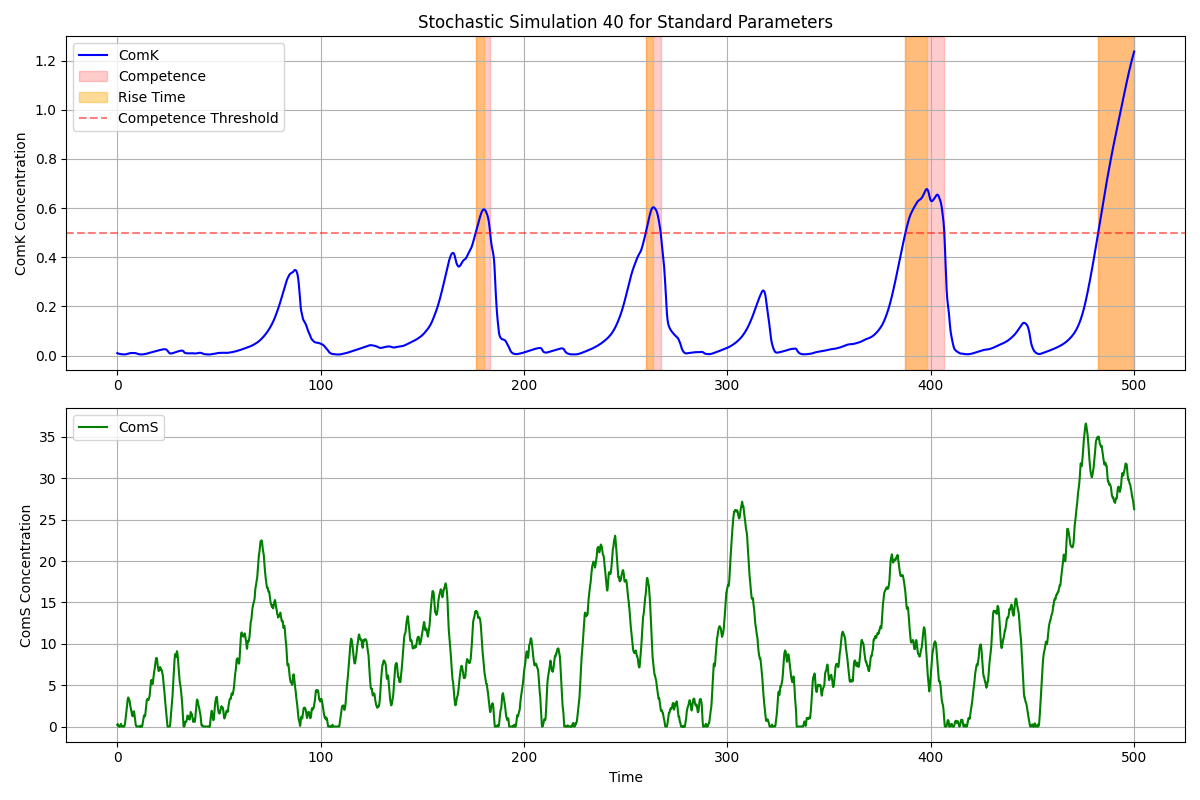 Stochastic Simulation 40 for Standard Parameters
ComK
Competence
Rise Time
Competence Threshold
ComK Concentration
1.2
1.0
0.8
0.6
0.4
0.2
0.0
0 100 200 300 400 500
ComS
ComS Concentration
35
30
25
20
15
10
5
0
0 100 200 300 400 500
Time